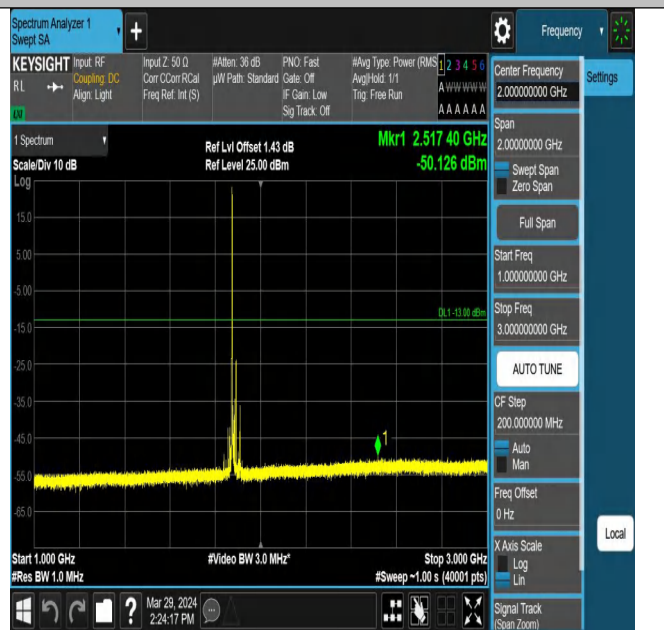 Spectrum Analyzer 1
Swept SA
+
Frequency
KEYSIGHT
RL
LXI
Input: RF
Coupling: DC
Align: Light
Input Z: 50 Ω
Corr CCorr RCal
Freq Ref: Int (S)
#Atten: 36 dB
µW Path: Standard
PNO: Fast
Gate: Off
IF Gain: Low
Sig Track: Off
#Avg Type: Power (RMS)
Avg|Hold: 1/1
Trig: Free Run
1 2 3 4 5 6
A W W W W W
A A A A A A
1 Spectrum
Scale/Div 10 dB
Ref Lvl Offset 1.43 dB
Ref Level 25.00 dBm
Mkr1 2.517 40 GHz
-50.126 dBm
Log
15.0
5.00
-5.00
-15.0
-25.0
-35.0
-45.0
-55.0
-65.0
DL1 -13.00 dBm
1
Start 1.000 GHz
#Res BW 1.0 MHz
#Video BW 3.0 MHz*
Stop 3.000 GHz
#Sweep ~1.00 s (40001 pts)
Center Frequency
2.000000000 GHz
Settings
Span
2.00000000 GHz
Swept Span
Zero Span
Full Span
Start Freq
1.000000000 GHz
Stop Freq
3.000000000 GHz
AUTO TUNE
CF Step
200.000000 MHz
Auto
Man
Freq Offset
0 Hz
X Axis Scale
Log
Lin
Signal Track
(Span Zoom)
Local
?
Mar 29, 2024
2:24:17 PM